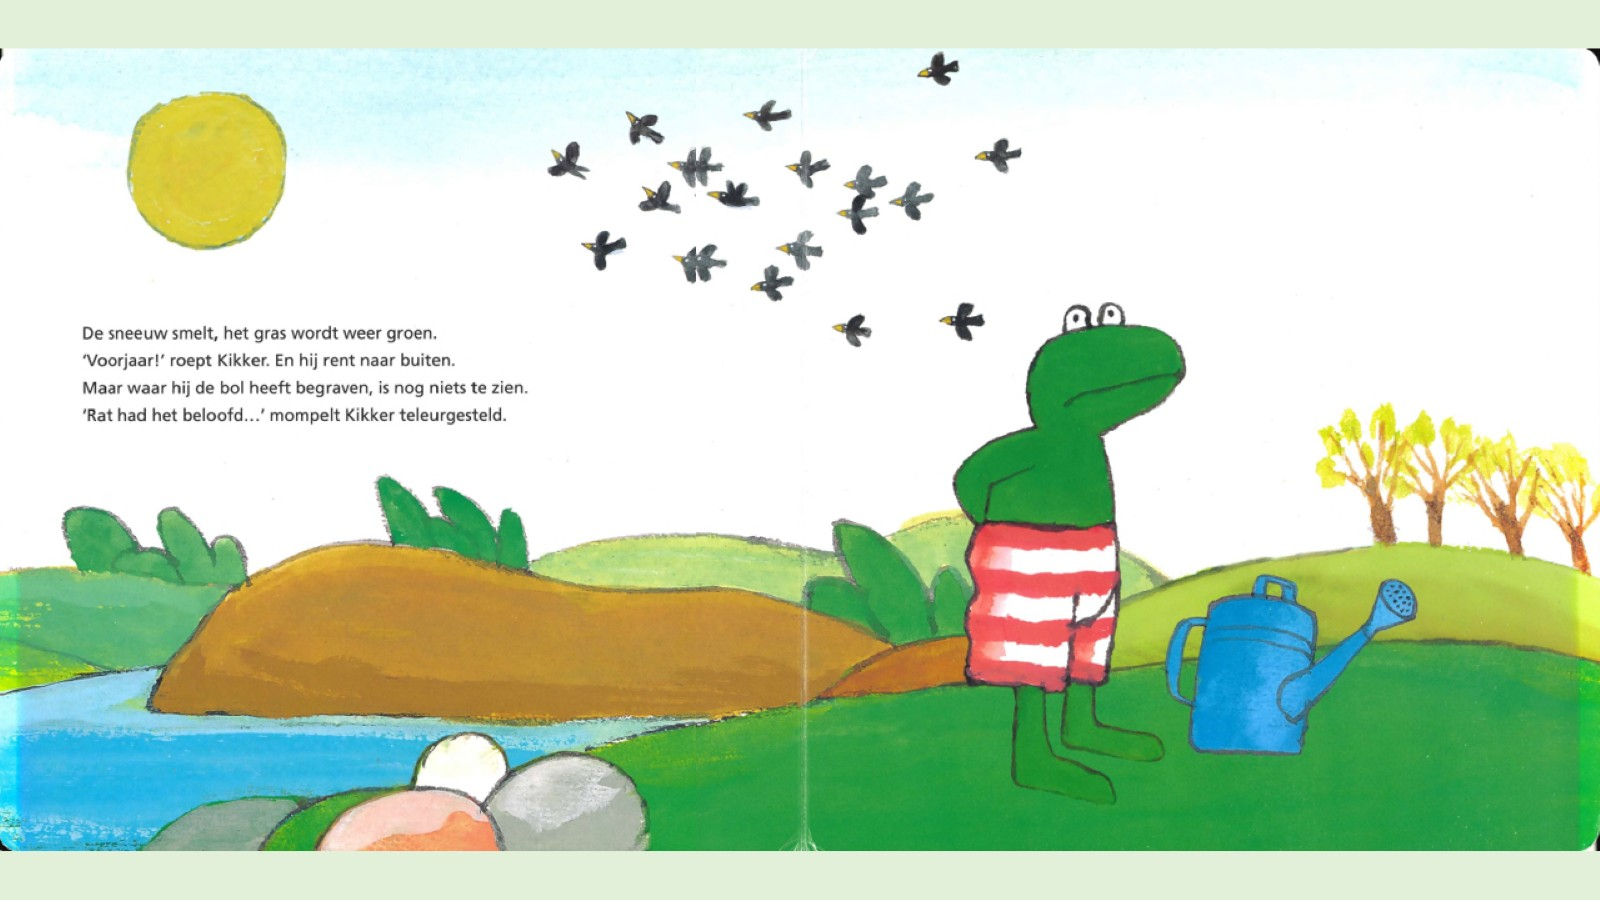 De sneeuw smelt, het gras wordt weer groen.
‘Voorjaar!’ roept Kikker. En hij rent naar buiten.
Maar waar hij de bol heeft begraven, is nog niets te zien.
‘Rat had het beloofd…’ mompelt Kikker teleurgesteld.